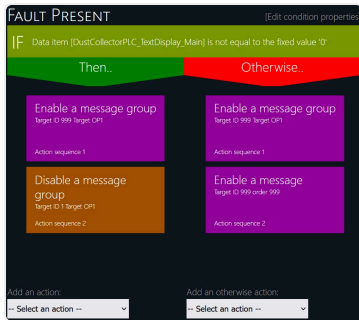 FAULT PRESENT
[Edit condition properties
IF Data item [DustCollectorPLC_TextDisplay_Main] is not equal to the fixed value '0'
Then..
Otherwise..
Enable a message group
Target ID 999 Target OP1
Action sequence 1
Enable a message group
Target ID 999 Target OP1
Action sequence 1
Disable a message
group
Target ID 1 Target OP1
Action sequence 2
Enable a message
Target ID 999 order 999
Action sequence 2
Add an action:
-- Select an action --
Add an otherwise action:
-- Select an action --